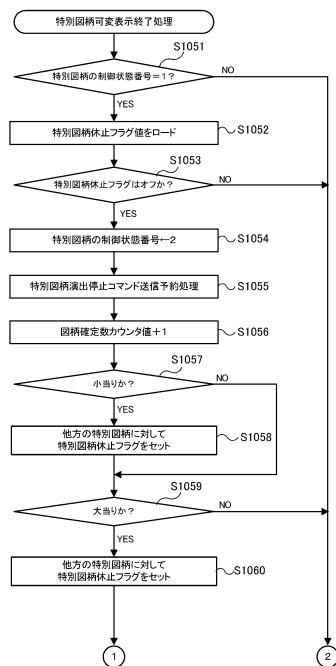 特別図柄可変表示終了処理
S1051
特別図柄の制御状態番号＝1？
NO
YES
特別図柄休止フラグ値をロード
S1052
S1053
特別図柄休止フラグはオフか？
NO
YES
特別図柄の制御状態番号←2
S1054
特別図柄演出停止コマンド送信予約処理
S1055
図柄確定数カウンタ値＋1
S1056
S1057
小当りか？
NO
YES
他方の特別図柄に対して
特別図柄休止フラグをセット
S1058
S1059
大当りか？
NO
YES
他方の特別図柄に対して
特別図柄休止フラグをセット
S1060
1
2